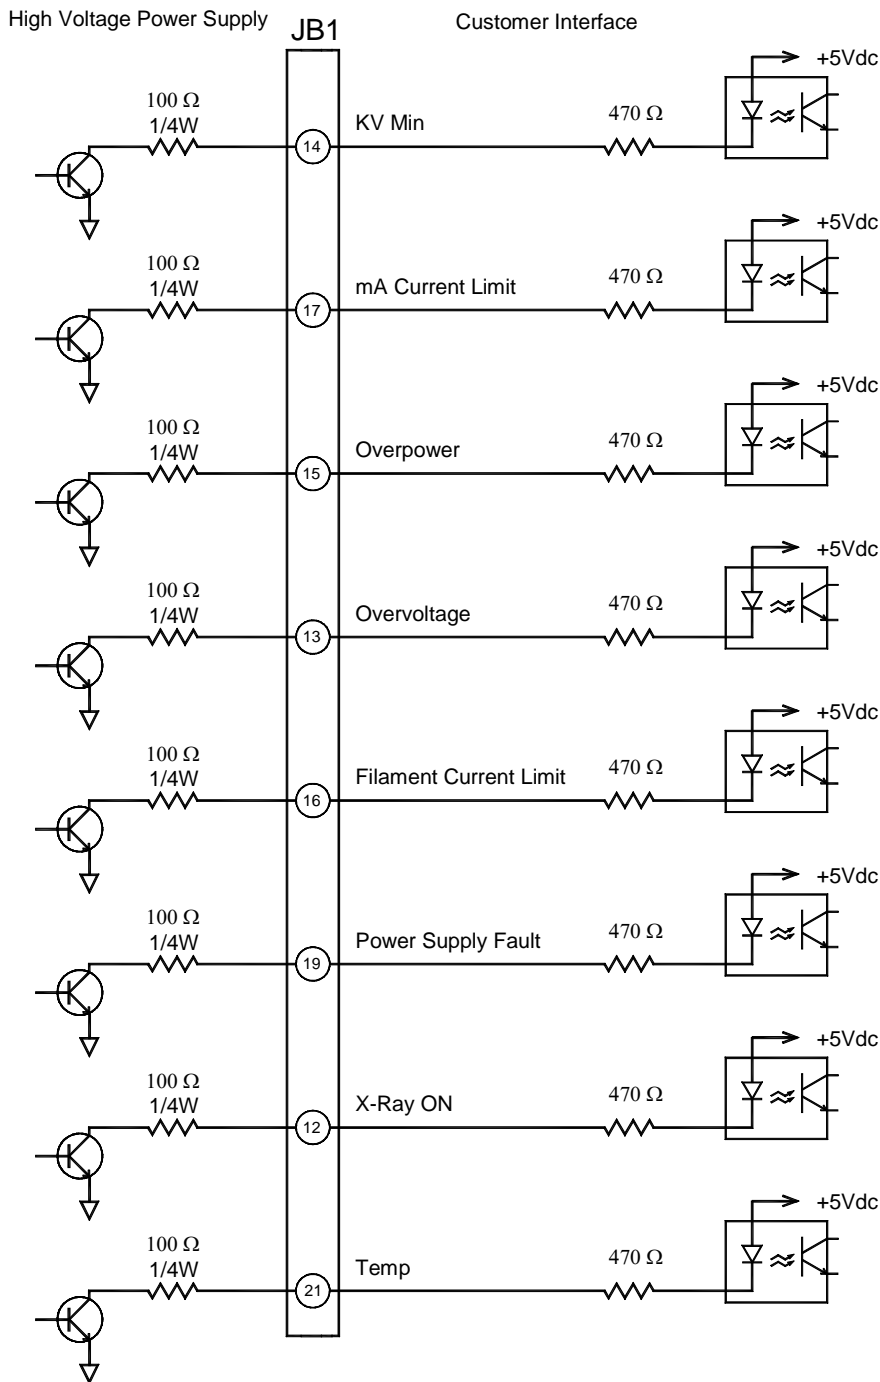 High Voltage Power Supply
JB1
Customer Interface
+5Vdc
100 Ω
1/4W
14
KV Min
470 Ω
+5Vdc
100 Ω
1/4W
17
mA Current Limit
470 Ω
+5Vdc
100 Ω
1/4W
15
Overpower
470 Ω
+5Vdc
100 Ω
1/4W
13
Overvoltage
470 Ω
+5Vdc
100 Ω
1/4W
16
Filament Current Limit
470 Ω
+5Vdc
100 Ω
1/4W
19
Power Supply Fault
470 Ω
+5Vdc
100 Ω
1/4W
12
X-Ray ON
470 Ω
+5Vdc
100 Ω
1/4W
21
Temp
470 Ω